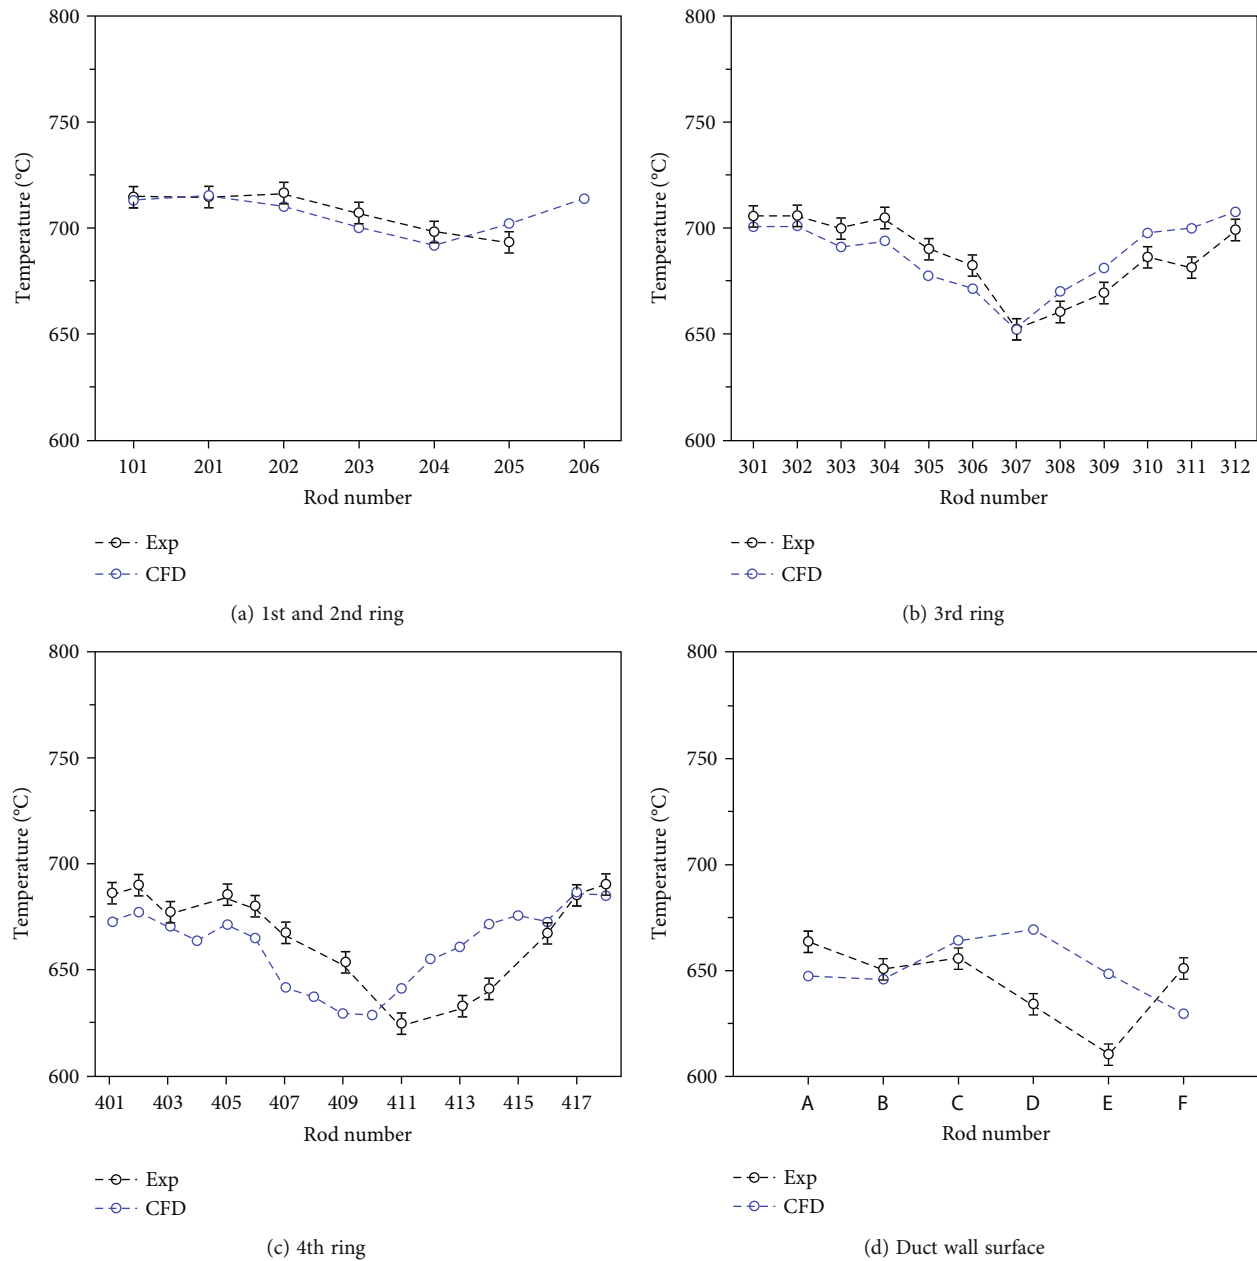 800
750
700
650
600
Temperature (°C)
101 201 202 203 204 205 206
Rod number
Exp
CFD
(a) 1st and 2nd ring
800
750
700
650
600
Temperature (°C)
301 302 303 304 305 306 307 308 309 310 311 312
Rod number
Exp
CFD
(b) 3rd ring
800
750
700
650
600
Temperature (°C)
401 403 405 407 409 411 413 415 417
Rod number
Exp
CFD
(c) 4th ring
800
750
700
650
600
Temperature (°C)
A B C D E F
Rod number
Exp
CFD
(d) Duct wall surface